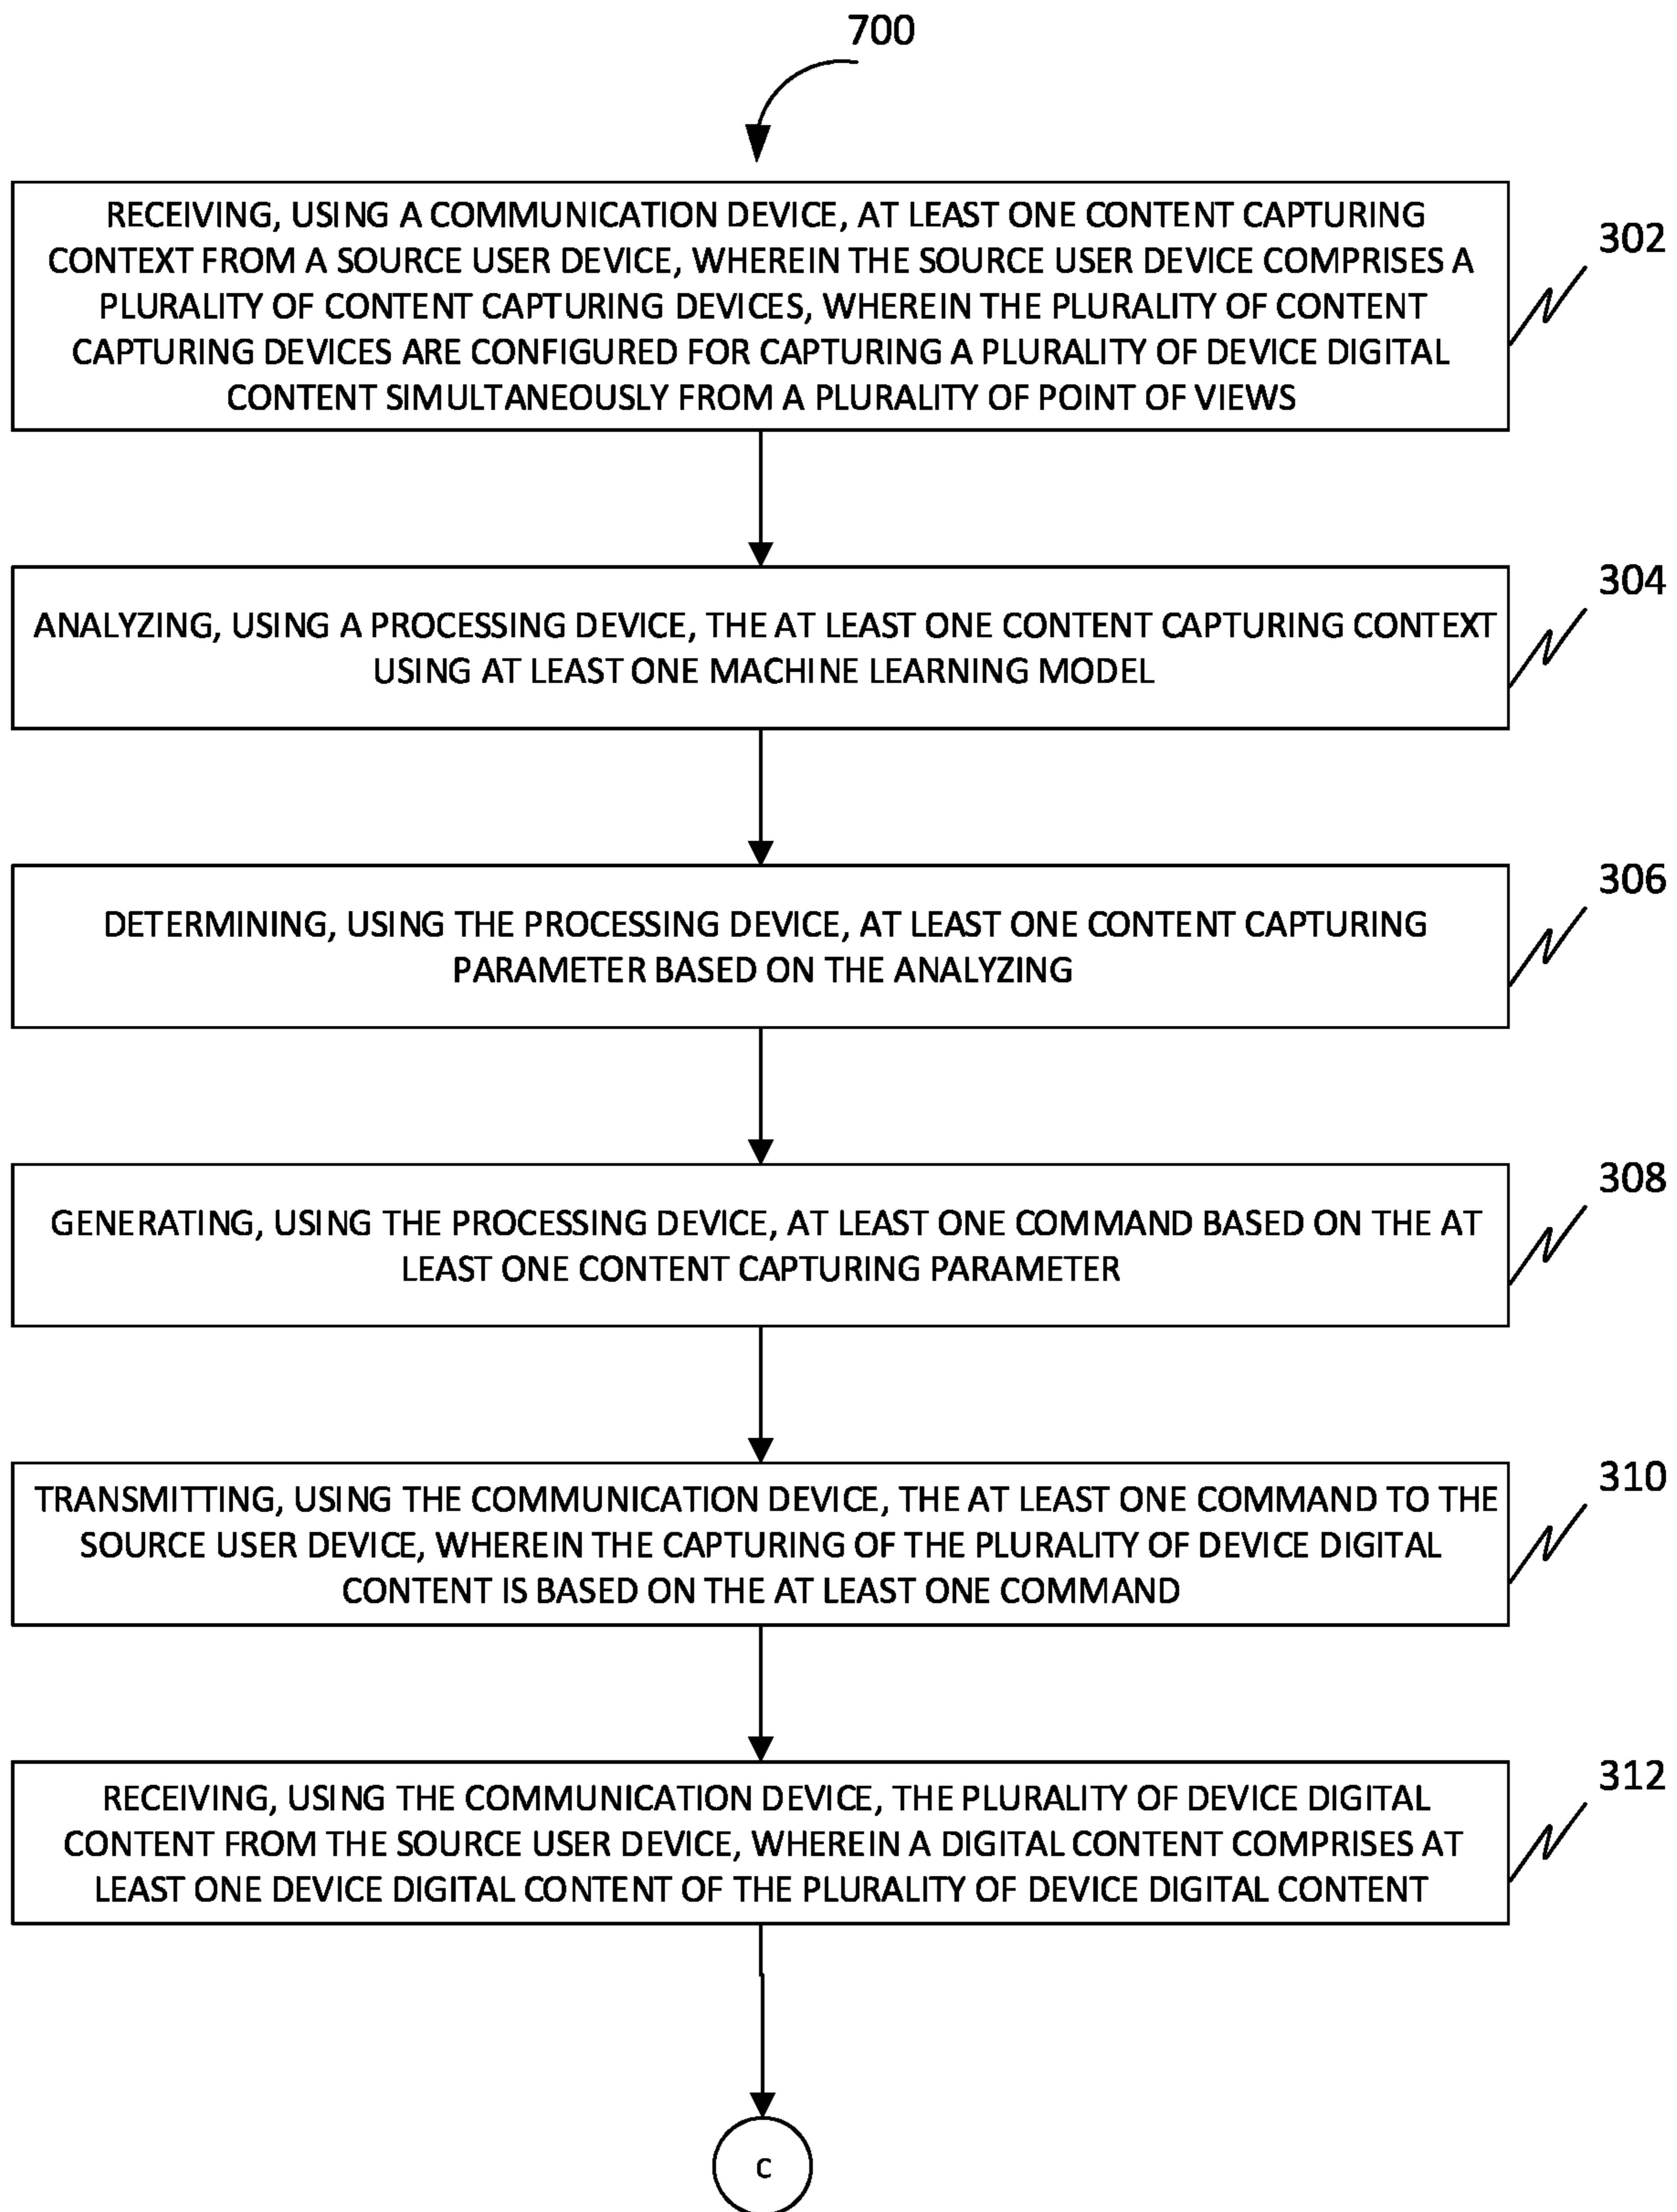 700
RECEIVING, USING A COMMUNICATION DEVICE, AT LEAST ONE CONTENT CAPTURING
CONTEXT FROM A SOURCE USER DEVICE, WHEREIN THE SOURCE USER DEVICE COMPRISES A
PLURALITY OF CONTENT CAPTURING DEVICES, WHEREIN THE PLURALITY OF CONTENT
CAPTURING DEVICES ARE CONFIGURED FOR CAPTURING A PLURALITY OF DEVICE DIGITAL
CONTENT SIMULTANEOUSLY FROM A PLURALITY OF POINT OF VIEWS
302
ANALYZING, USING A PROCESSING DEVICE, THE AT LEAST ONE CONTENT CAPTURING CONTEXT
USING AT LEAST ONE MACHINE LEARNING MODEL
304
DETERMINING, USING THE PROCESSING DEVICE, AT LEAST ONE CONTENT CAPTURING
PARAMETER BASED ON THE ANALYZING
306
GENERATING, USING THE PROCESSING DEVICE, AT LEAST ONE COMMAND BASED ON THE AT
LEAST ONE CONTENT CAPTURING PARAMETER
308
TRANSMITTING, USING THE COMMUNICATION DEVICE, THE AT LEAST ONE COMMAND TO THE
SOURCE USER DEVICE, WHEREIN THE CAPTURING OF THE PLURALITY OF DEVICE DIGITAL
CONTENT IS BASED ON THE AT LEAST ONE COMMAND
310
RECEIVING, USING THE COMMUNICATION DEVICE, THE PLURALITY OF DEVICE DIGITAL
CONTENT FROM THE SOURCE USER DEVICE, WHEREIN A DIGITAL CONTENT COMPRISES AT
LEAST ONE DEVICE DIGITAL CONTENT OF THE PLURALITY OF DEVICE DIGITAL CONTENT
312
C